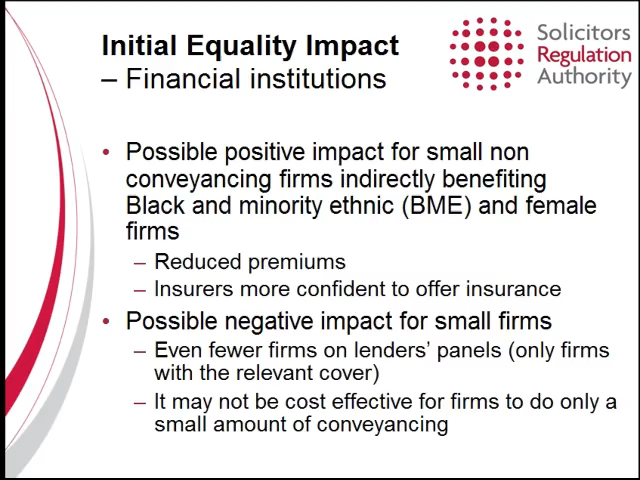 Initial Equality Impact
– Financial institutions
Solicitors
Regulation
Authority
• Possible positive impact for small non
conveyancing firms indirectly benefiting
Black and minority ethnic (BME) and female
firms
– Reduced premiums
– Insurers more confident to offer insurance
• Possible negative impact for small firms
– Even fewer firms on lenders’ panels (only firms
with the relevant cover)
– It may not be cost effective for firms to do only a
small amount of conveyancing